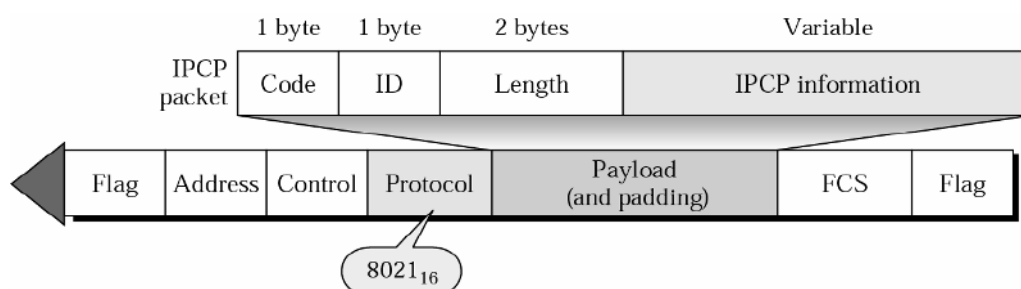 1 byte 1 byte 2 bytes Variable
IPCP
packet
Code ID Length IPCP information
Flag Address Control Protocol Payload
(and padding) FCS Flag
8021₁₆